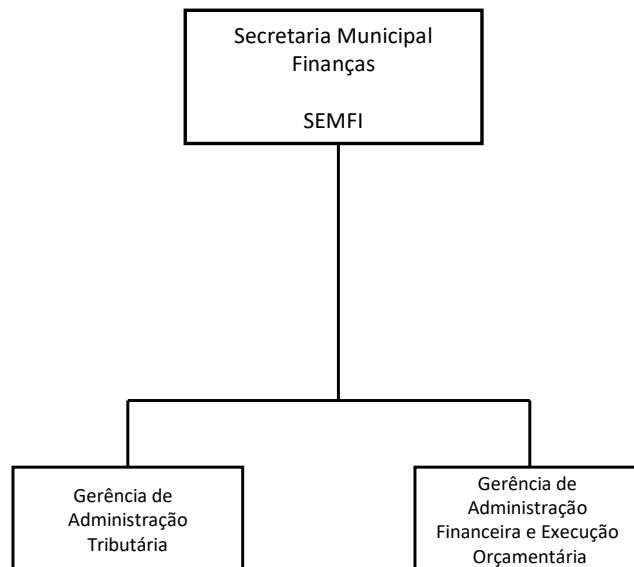 Secretaria Municipal
Finanças
SEMFI
Gerência de
Administração
Tributária
Gerência de
Administração
Financeira e Execução
Orçamentária